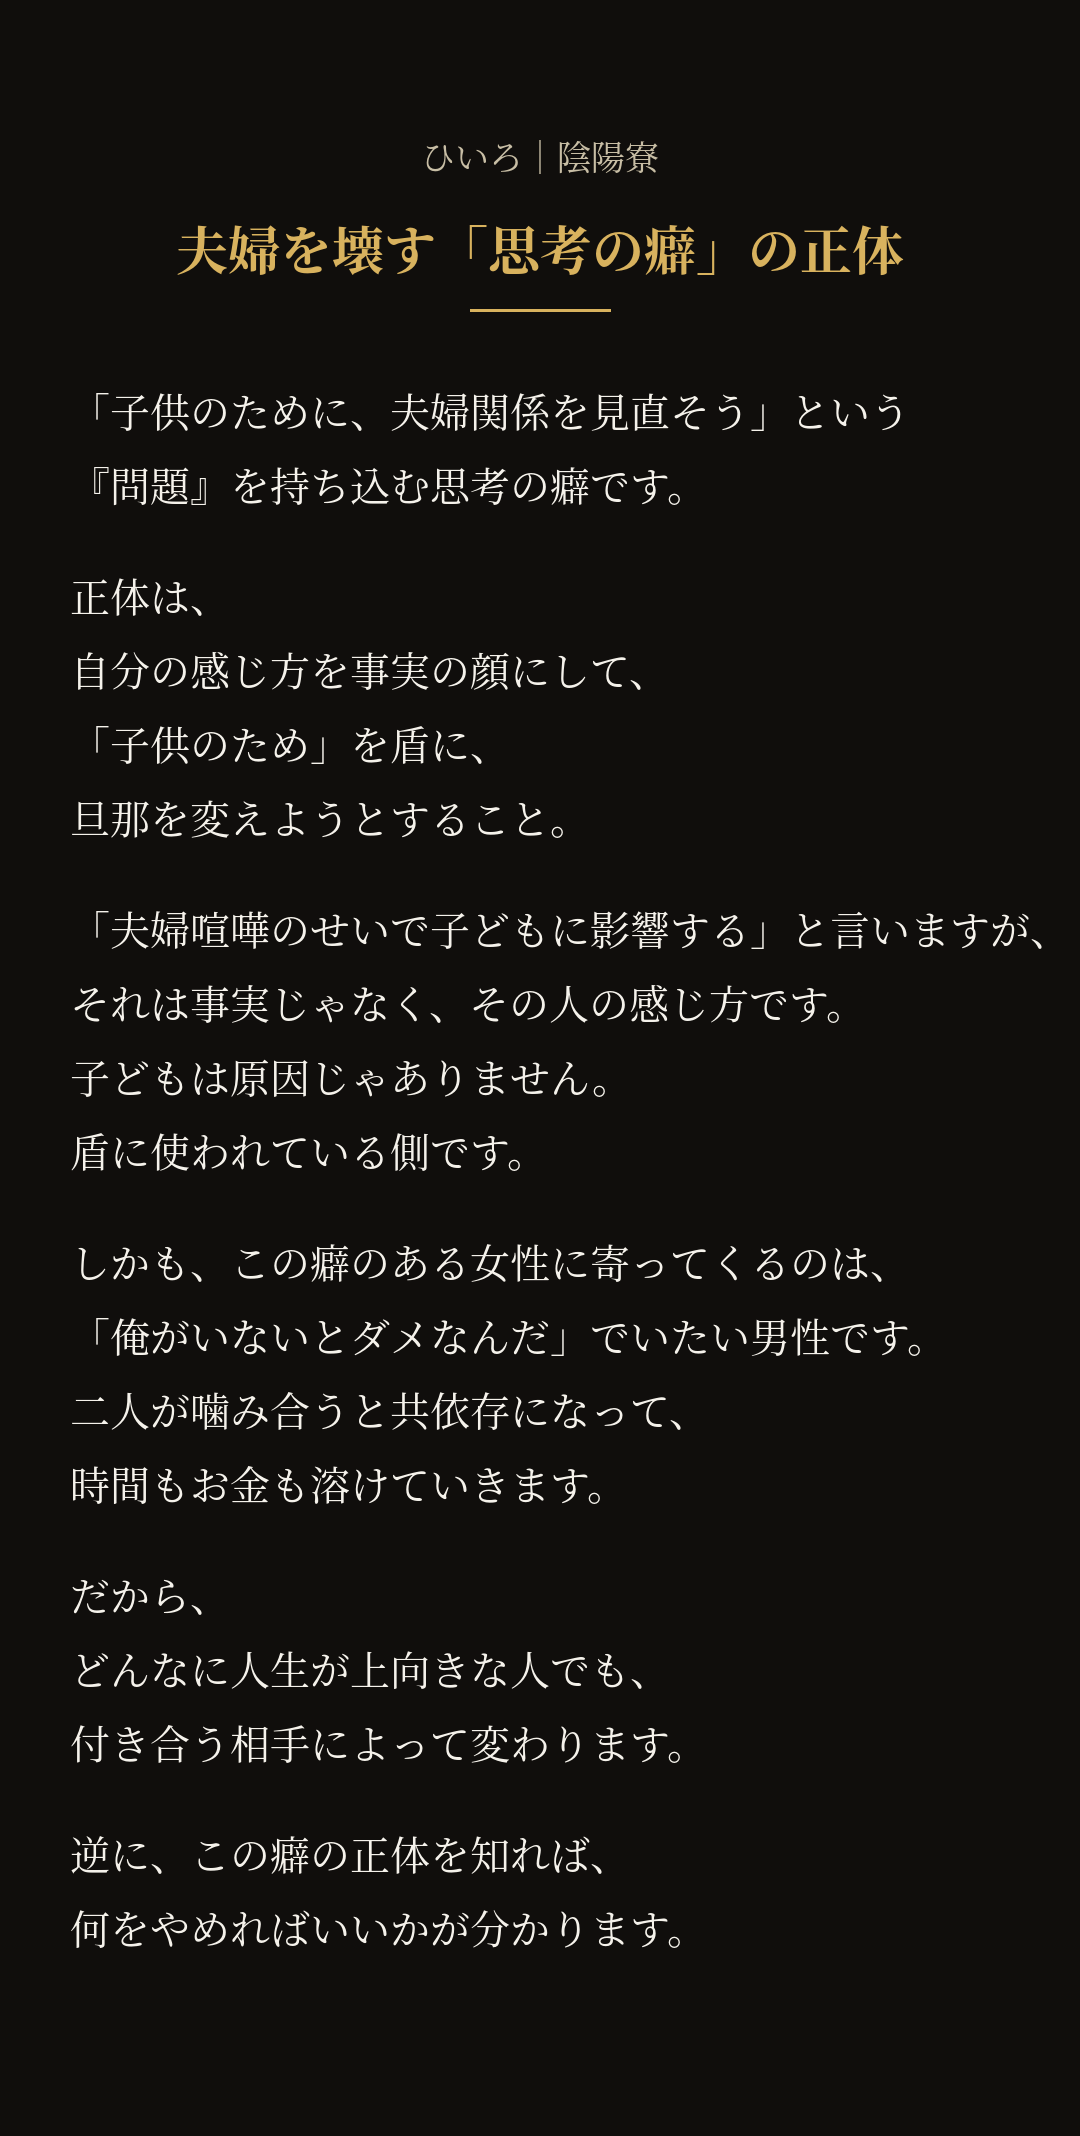 ひいろ｜陰陽寮
夫婦を壊す「思考の癖」の正体
「子供のために、夫婦関係を見直そう」という
『問題』を持ち込む思考の癖です。
正体は、
自分の感じ方を事実の顔にして、
「子供のため」を盾に、
旦那を変えようとすること。
「夫婦喧嘩のせいで子どもに影響する」と言いますが、
それは事実じゃなく、その人の感じ方です。
子どもは原因じゃありません。
盾に使われている側です。
しかも、この癖のある女性に寄ってくるのは、
「俺がいないとダメなんだ」でいたい男性です。
二人が噛み合うと共依存になって、
時間もお金も溶けていきます。
だから、
どんなに人生が上向きな人でも、
付き合う相手によって変わります。
逆に、この癖の正体を知れば、
何をやめればいいかが分かります。